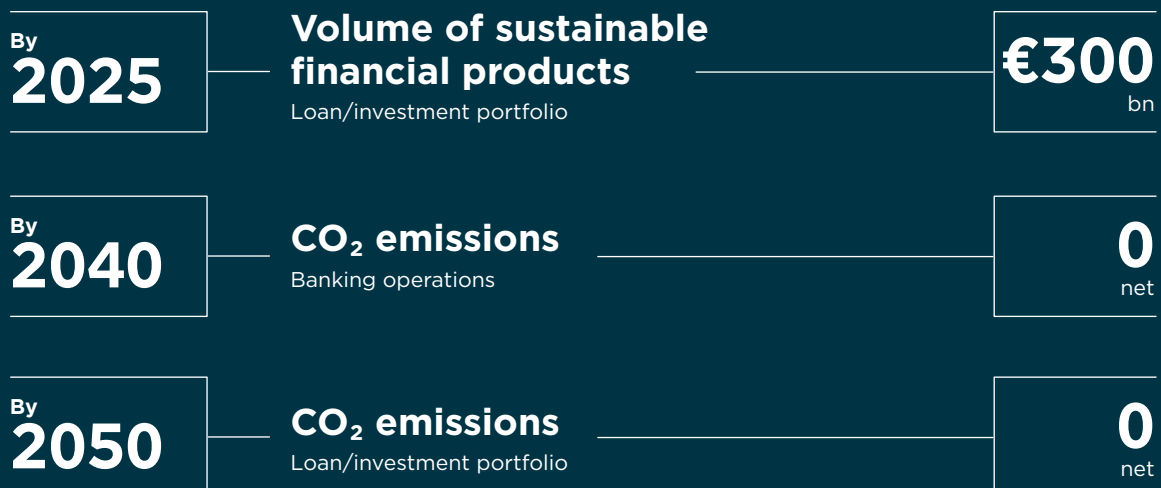 By
2025
Volume of sustainable
financial products
Loan/investment portfolio
€300
bn
By
2040
CO₂ emissions
Banking operations
0
net
By
2050
CO₂ emissions
Loan/investment portfolio
0
net